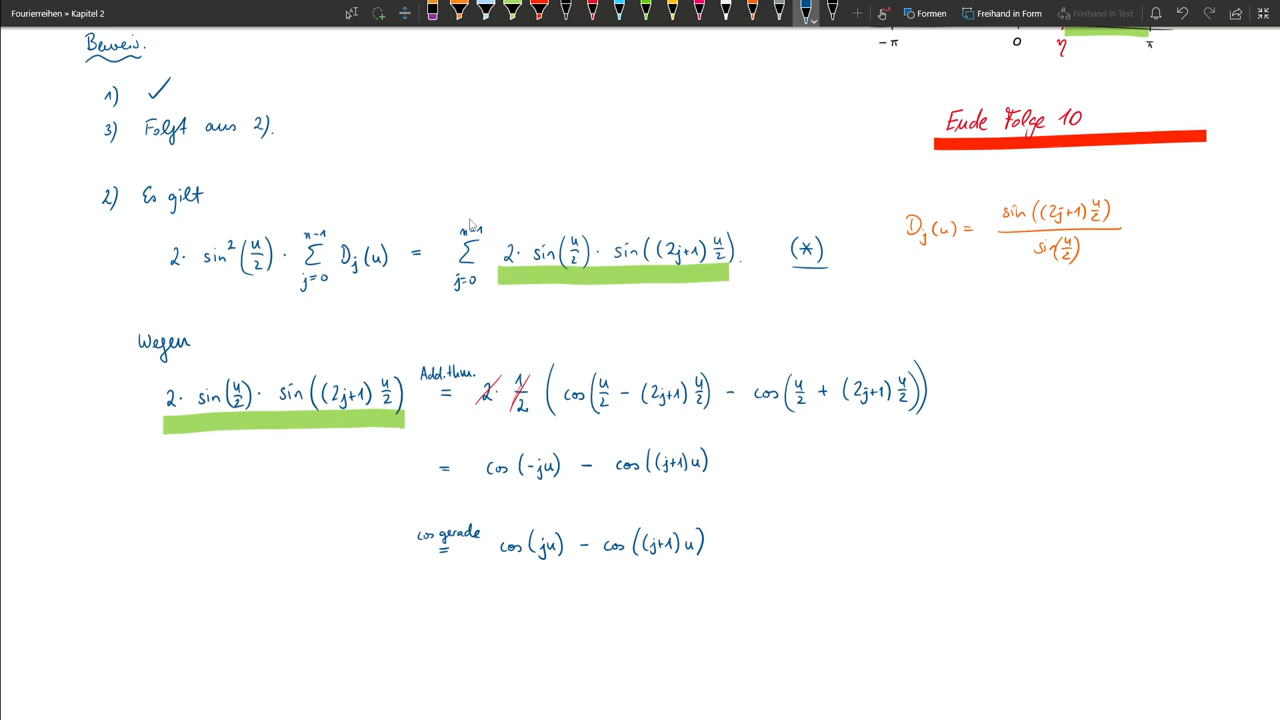 Fourierreihen » Kapitel 2
Formen
Freihand in Form
Freihand in Text
Beweis.
-π 0 η π
1) ✓
3) Folgt aus 2).
Ende Folge 10
2) Es gilt
2· sin²(u/2) · ∑_{j=0}^{n-1} D_j(u) = ∑_{j=0}^{n-1} 2· sin(u/2) · sin((2j+1) u/2). (*)
D_j(u) = sin((2j+1) u/2) / sin(u/2)
Wegen
2· sin(u/2) · sin((2j+1) u/2) =^{Add.thm.} 2· 1/2 (cos(u/2 - (2j+1) u/2) - cos(u/2 + (2j+1) u/2))
= cos(-ju) - cos((j+1)u)
cos gerade
= cos(ju) - cos((j+1)u)